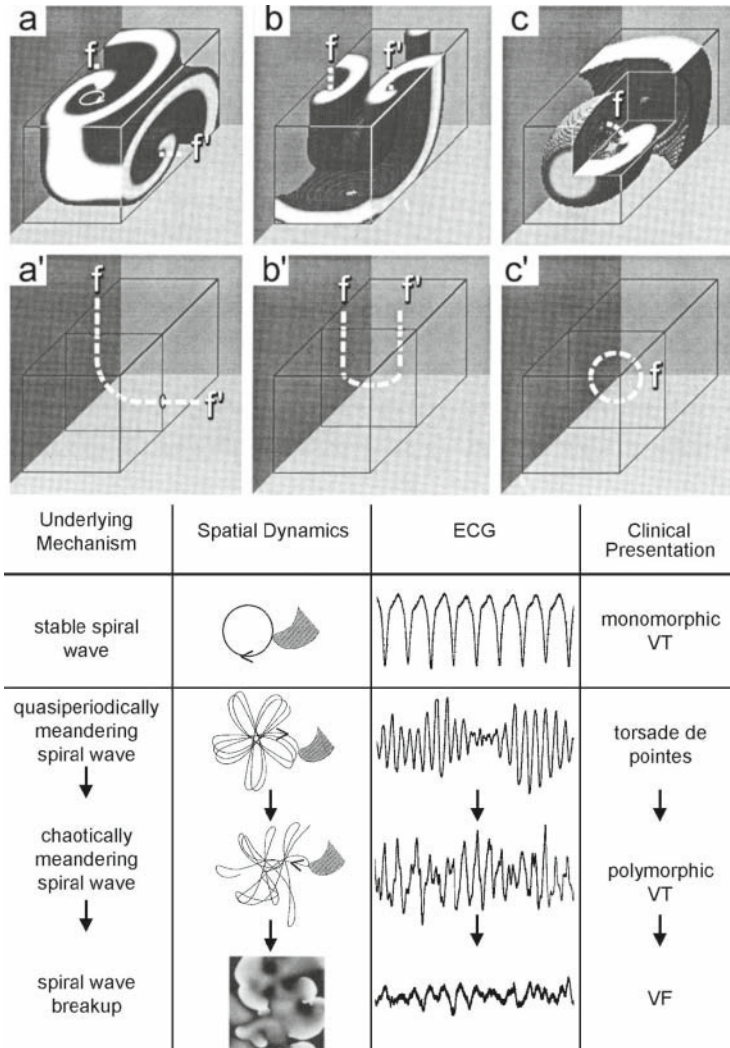 a
f
f'
b
f
f'
c
f
a'
f
f'
b'
f
f'
c'
f
Underlying
Mechanism
Spatial Dynamics
ECG
Clinical
Presentation
stable spiral
wave
monomorphic
VT
quasiperiodically
meandering
spiral wave
torsade de
pointes
chaotically
meandering
spiral wave
polymorphic
VT
spiral wave
breakup
VF